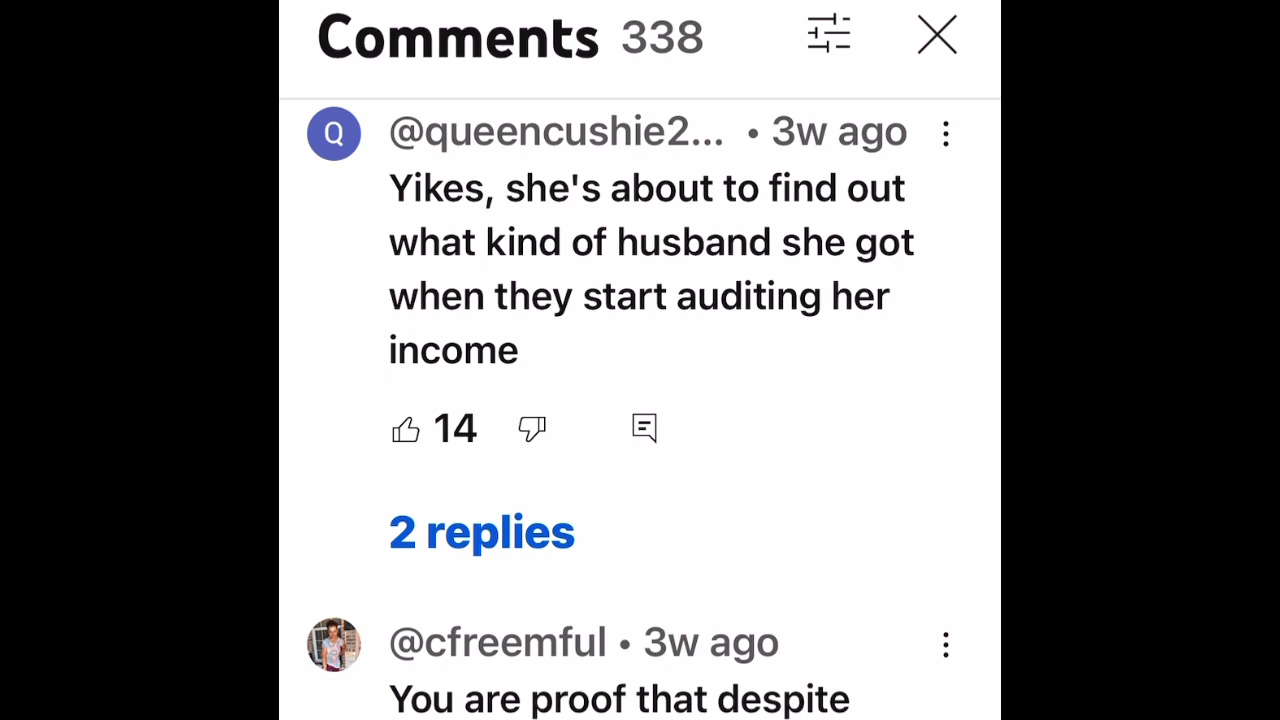 Comments 338
Q
@queencushie2... • 3w ago
Yikes, she's about to find out
what kind of husband she got
when they start auditing her
income
14
2 replies
@cfreemful • 3w ago
You are proof that despite